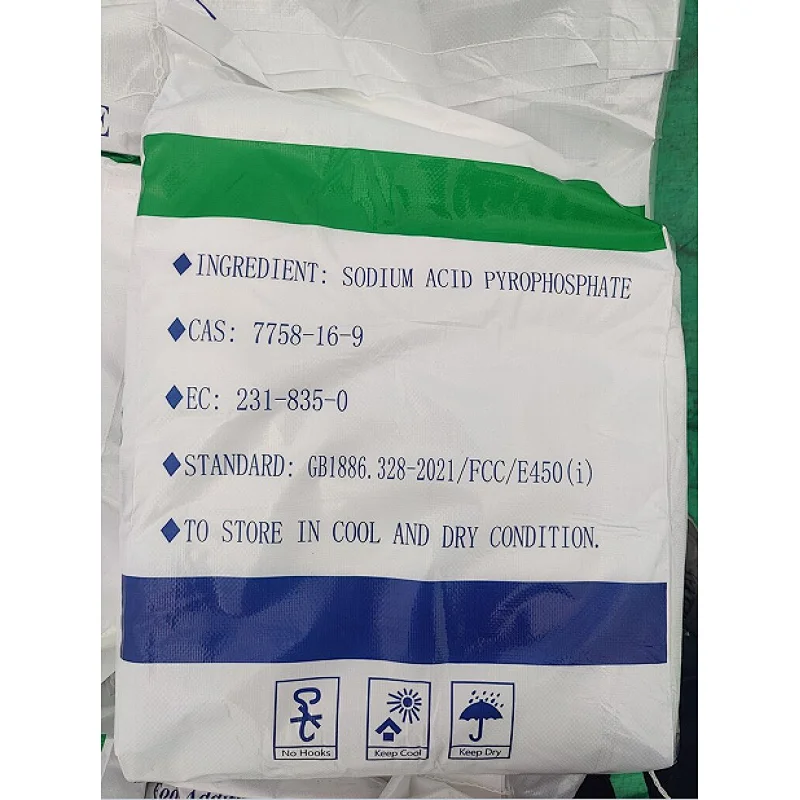 E
◆INGREDIENT: SODIUM ACID PYROPHOSPHATE
◆CAS: 7758-16-9
◆EC: 231-835-0
◆STANDARD: GB1886.328-2021/FCC/E450(i)
◆TO STORE IN COOL AND DRY CONDITION.
No Hooks
Keep Cool
Keep Dry